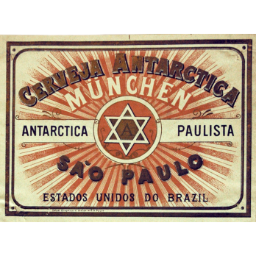 CERVEJA ANTARCTICA
MÜNCHEN
ANTARCTICA PAULISTA
A
SÃO PAULO
ESTADOS UNIDOS DO BRAZIL